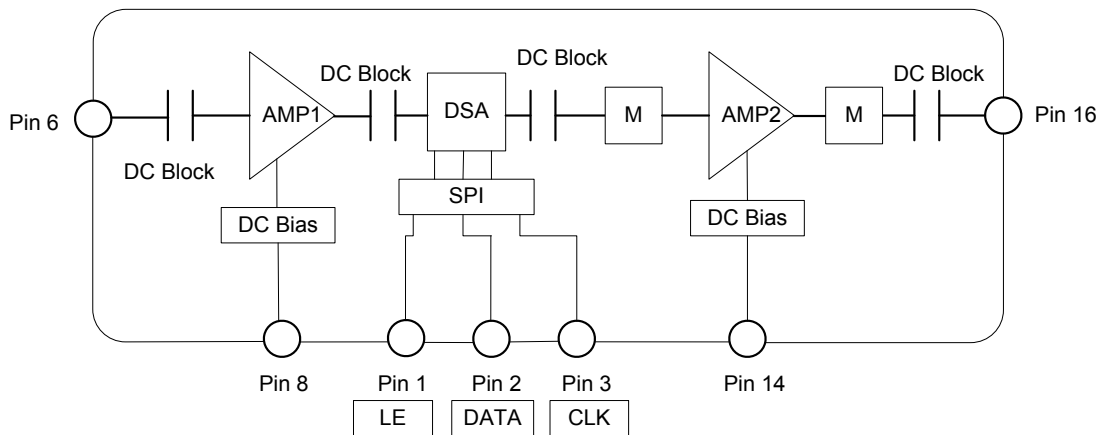 DC Block
DC Block
DC Block
AMP1
DSA
M
AMP2
M
Pin 6
Pin 16
DC Block
SPI
DC Bias
DC Bias
Pin 8
Pin 1
Pin 2
Pin 3
Pin 14
LE
DATA
CLK